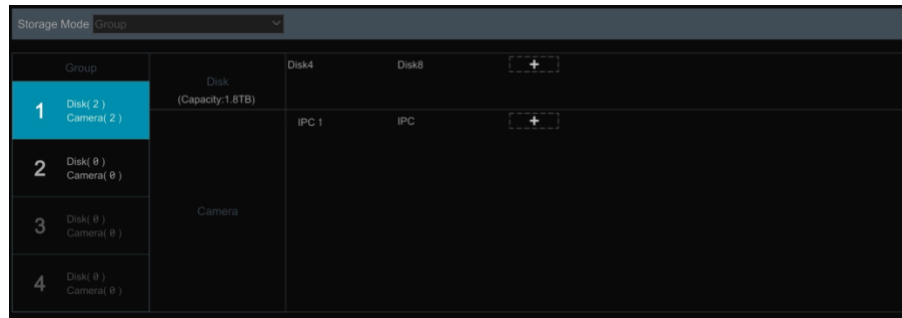 Storage Mode Group
Group
1
Disk( 2 )
Camera( 2 )
2
Disk( 0 )
Camera( 0 )
3
Disk( 0 )
Camera( 0 )
4
Disk( 0 )
Camera( 0 )
Disk
(Capacity:1.8TB)
Disk4 Disk8 +
Camera
IPC 1 IPC +